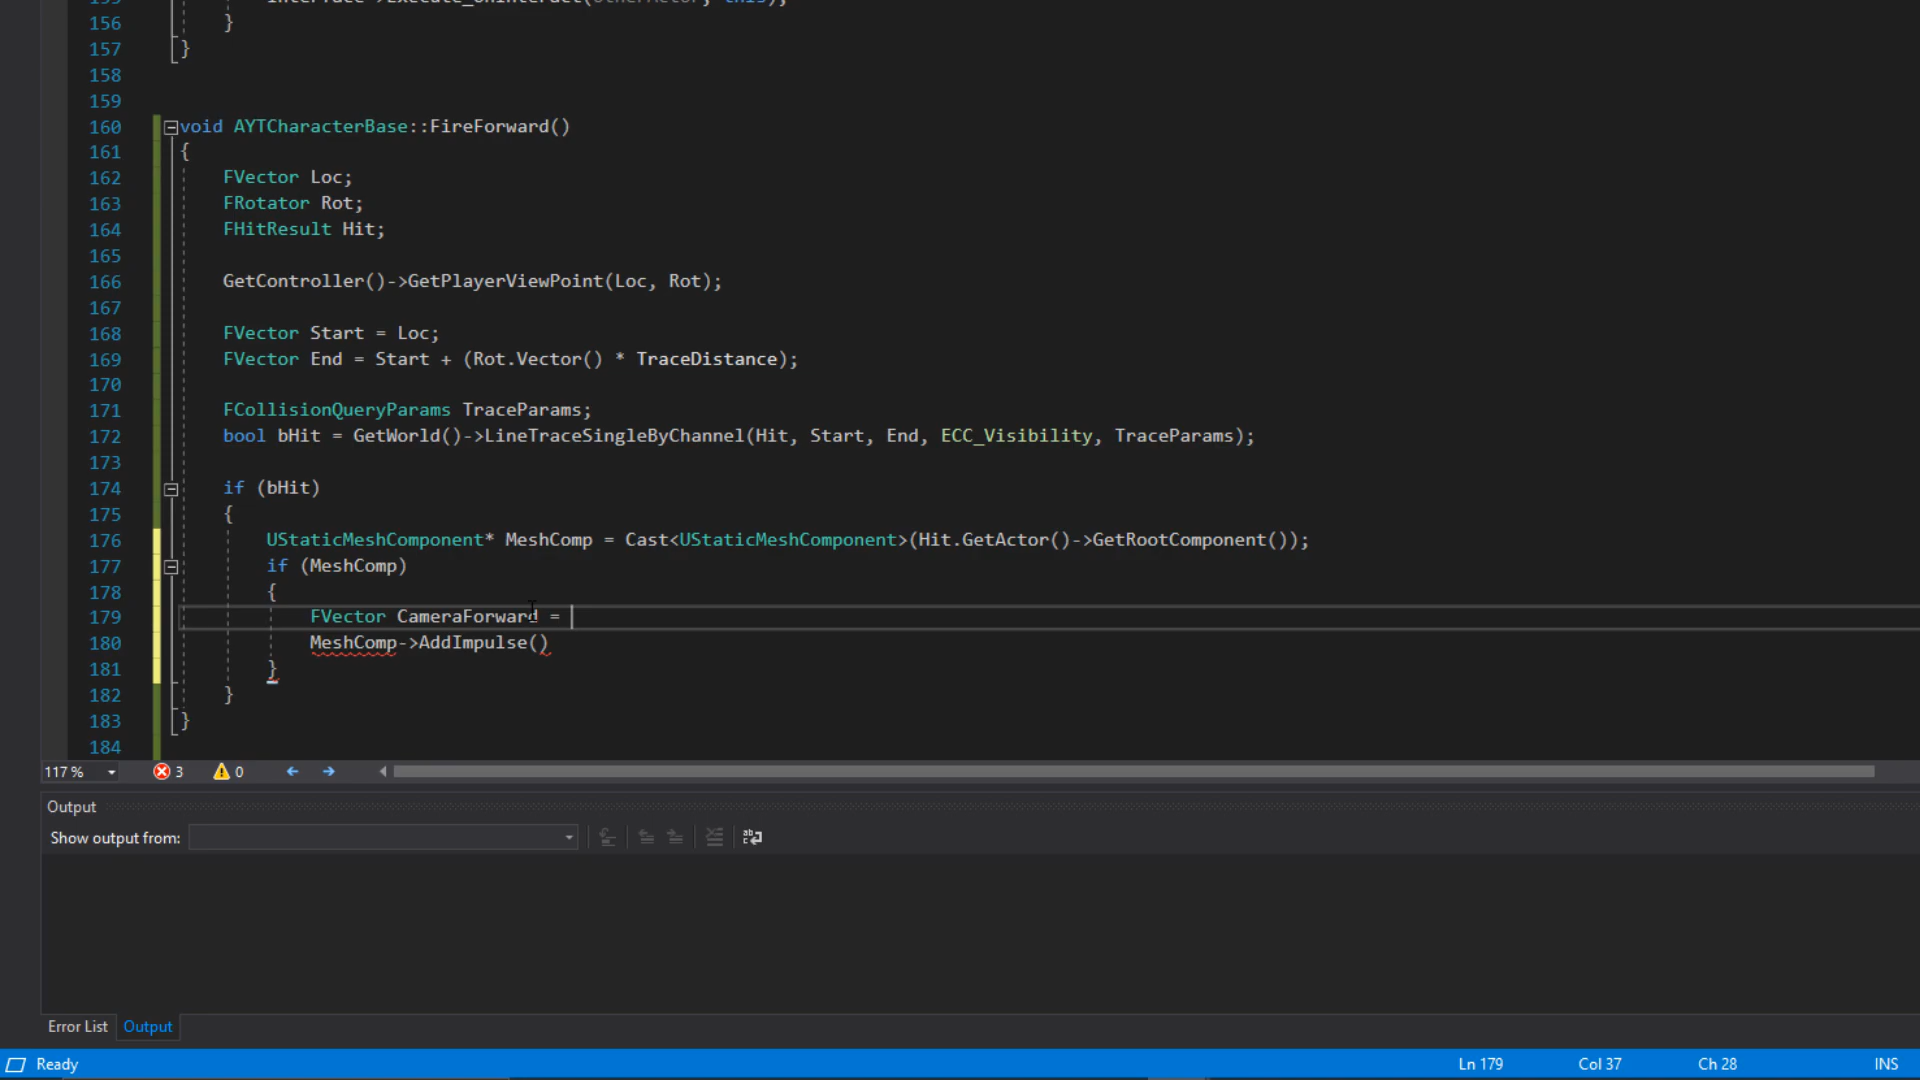 156 }
157 }
158
159
160 void AYTCharacterBase::FireForward()
161 {
162 FVector Loc;
163 FRotator Rot;
164 FHitResult Hit;
165
166 GetController()->GetPlayerViewPoint(Loc, Rot);
167
168 FVector Start = Loc;
169 FVector End = Start + (Rot.Vector() * TraceDistance);
170
171 FCollisionQueryParams TraceParams;
172 bool bHit = GetWorld()->LineTraceSingleByChannel(Hit, Start, End, ECC_Visibility, TraceParams);
173
174 if (bHit)
175 {
176 UStaticMeshComponent* MeshComp = Cast<UStaticMeshComponent>(Hit.GetActor()->GetRootComponent());
177 if (MeshComp)
178 {
179 FVector CameraForward =
180 MeshComp->AddImpulse()
181 }
182 }
183 }
184
117 % 3 0
Output
Show output from:
Error List Output
Ready Ln 179 Col 37 Ch 28 INS